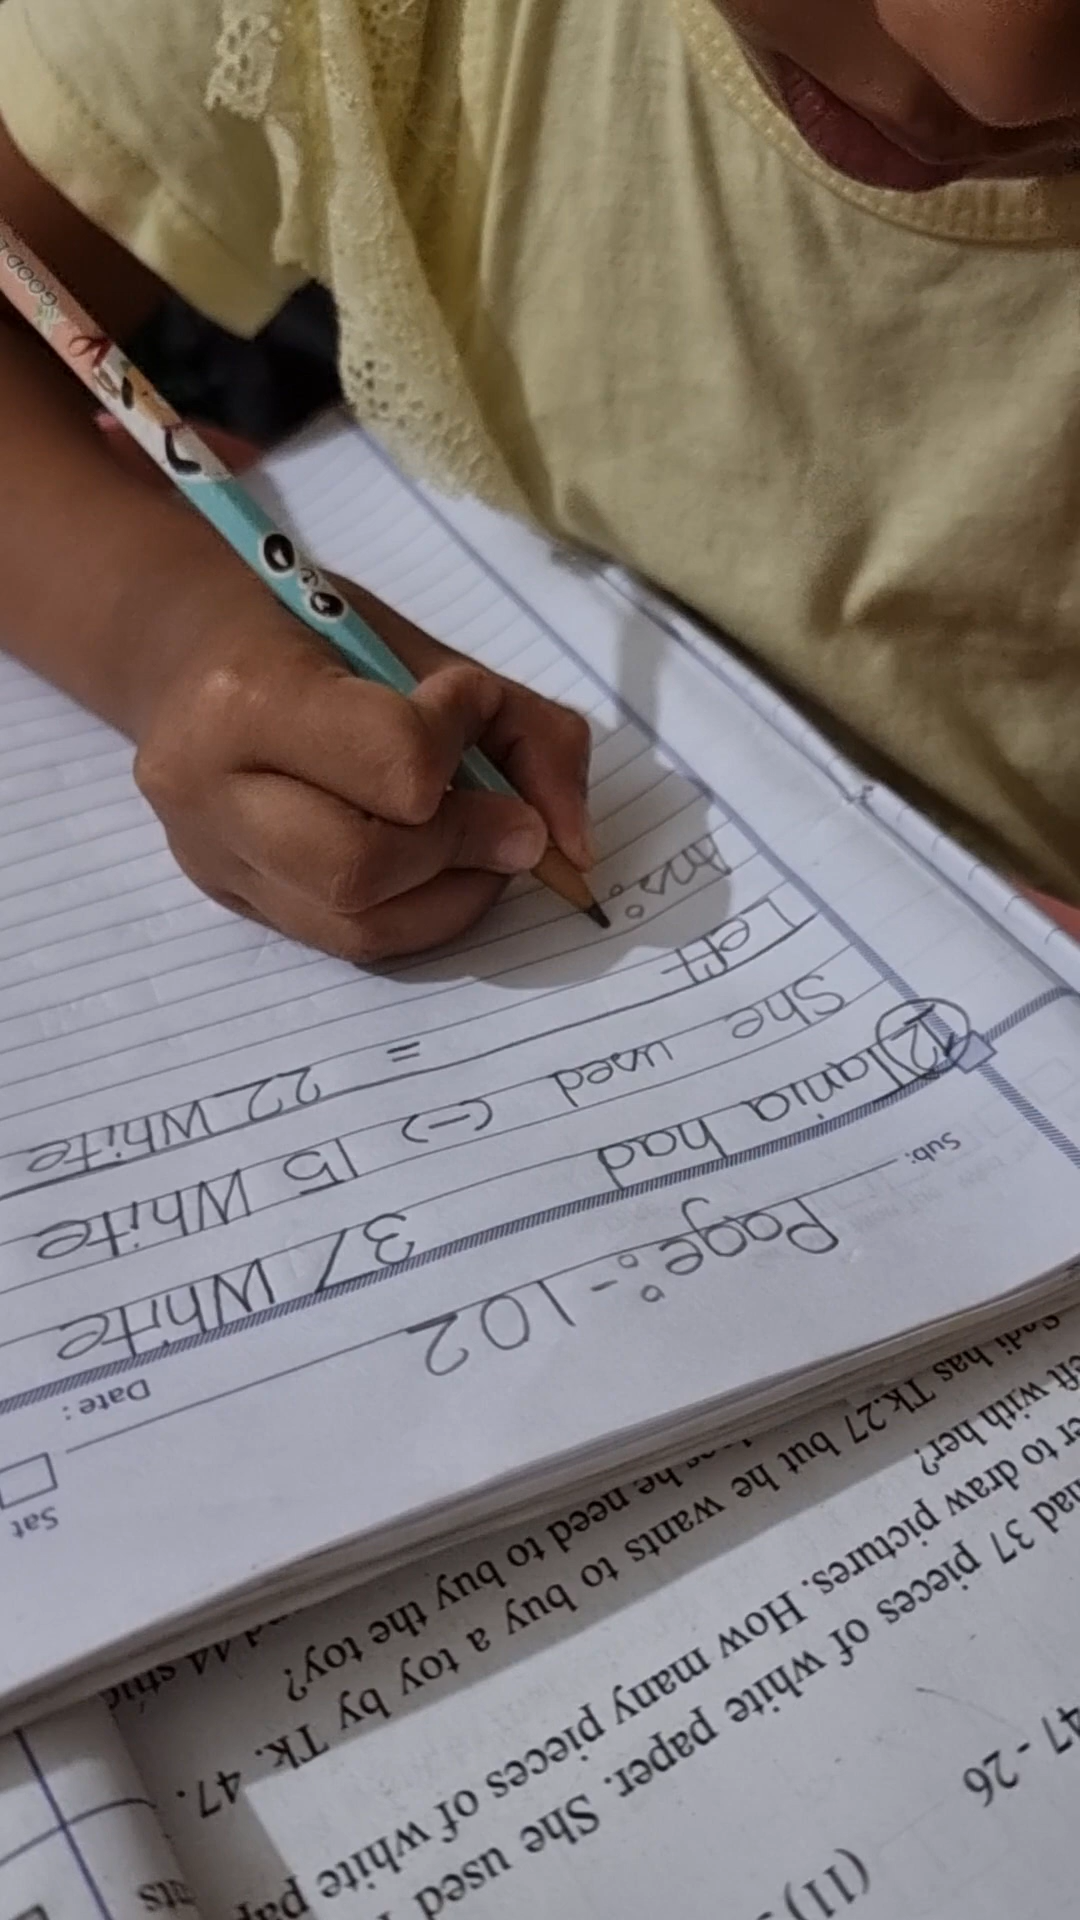 Sat
Date :
Page:- 102
Sub:
12 Tania had 37 White
She used (-) 15 White
Left = 22 White
Ans:
GOOD
(11)
47 - 26
had 37 pieces of white paper. She used
er to draw pictures. How many pieces of white
eft with her?
has Tk.27 but he wants to buy a toy by Tk. 47.
he need to buy the toy?
44